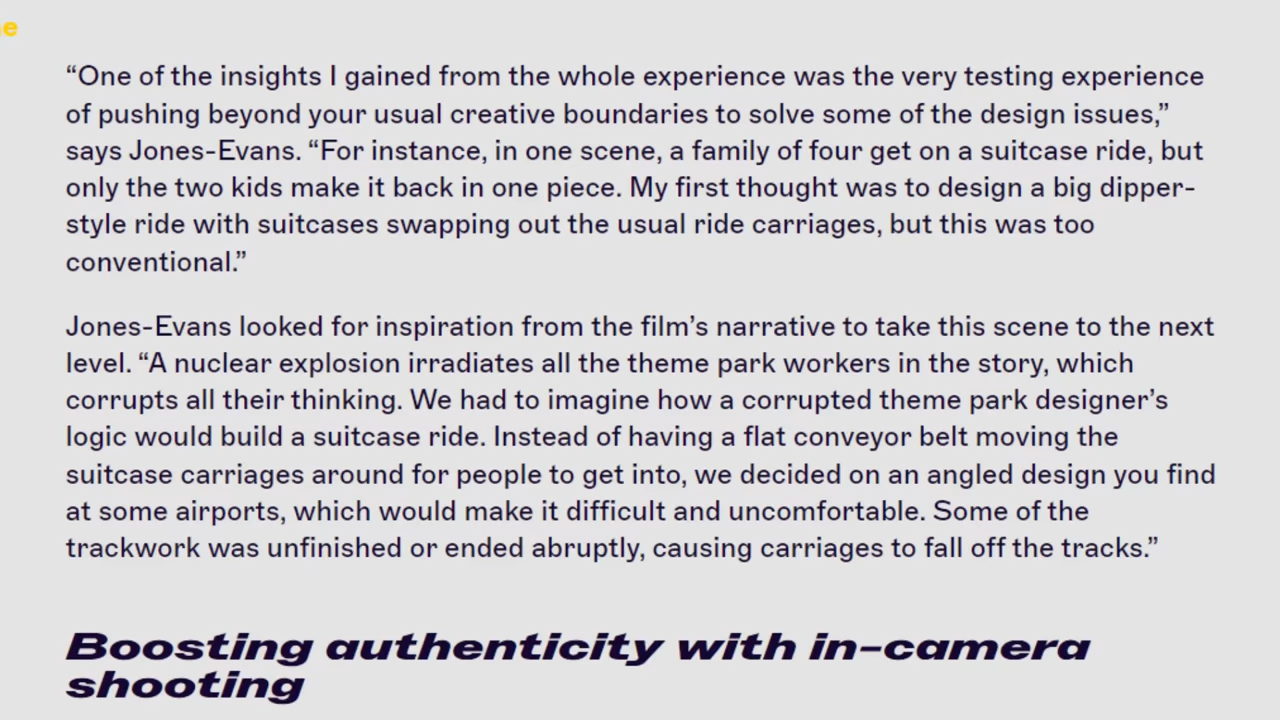 “One of the insights I gained from the whole experience was the very testing experience
of pushing beyond your usual creative boundaries to solve some of the design issues,”
says Jones-Evans. “For instance, in one scene, a family of four get on a suitcase ride, but
only the two kids make it back in one piece. My first thought was to design a big dipper-
style ride with suitcases swapping out the usual ride carriages, but this was too
conventional.”
Jones-Evans looked for inspiration from the film’s narrative to take this scene to the next
level. “A nuclear explosion irradiates all the theme park workers in the story, which
corrupts all their thinking. We had to imagine how a corrupted theme park designer’s
logic would build a suitcase ride. Instead of having a flat conveyor belt moving the
suitcase carriages around for people to get into, we decided on an angled design you find
at some airports, which would make it difficult and uncomfortable. Some of the
trackwork was unfinished or ended abruptly, causing carriages to fall off the tracks.”
Boosting authenticity with in-camera
shooting